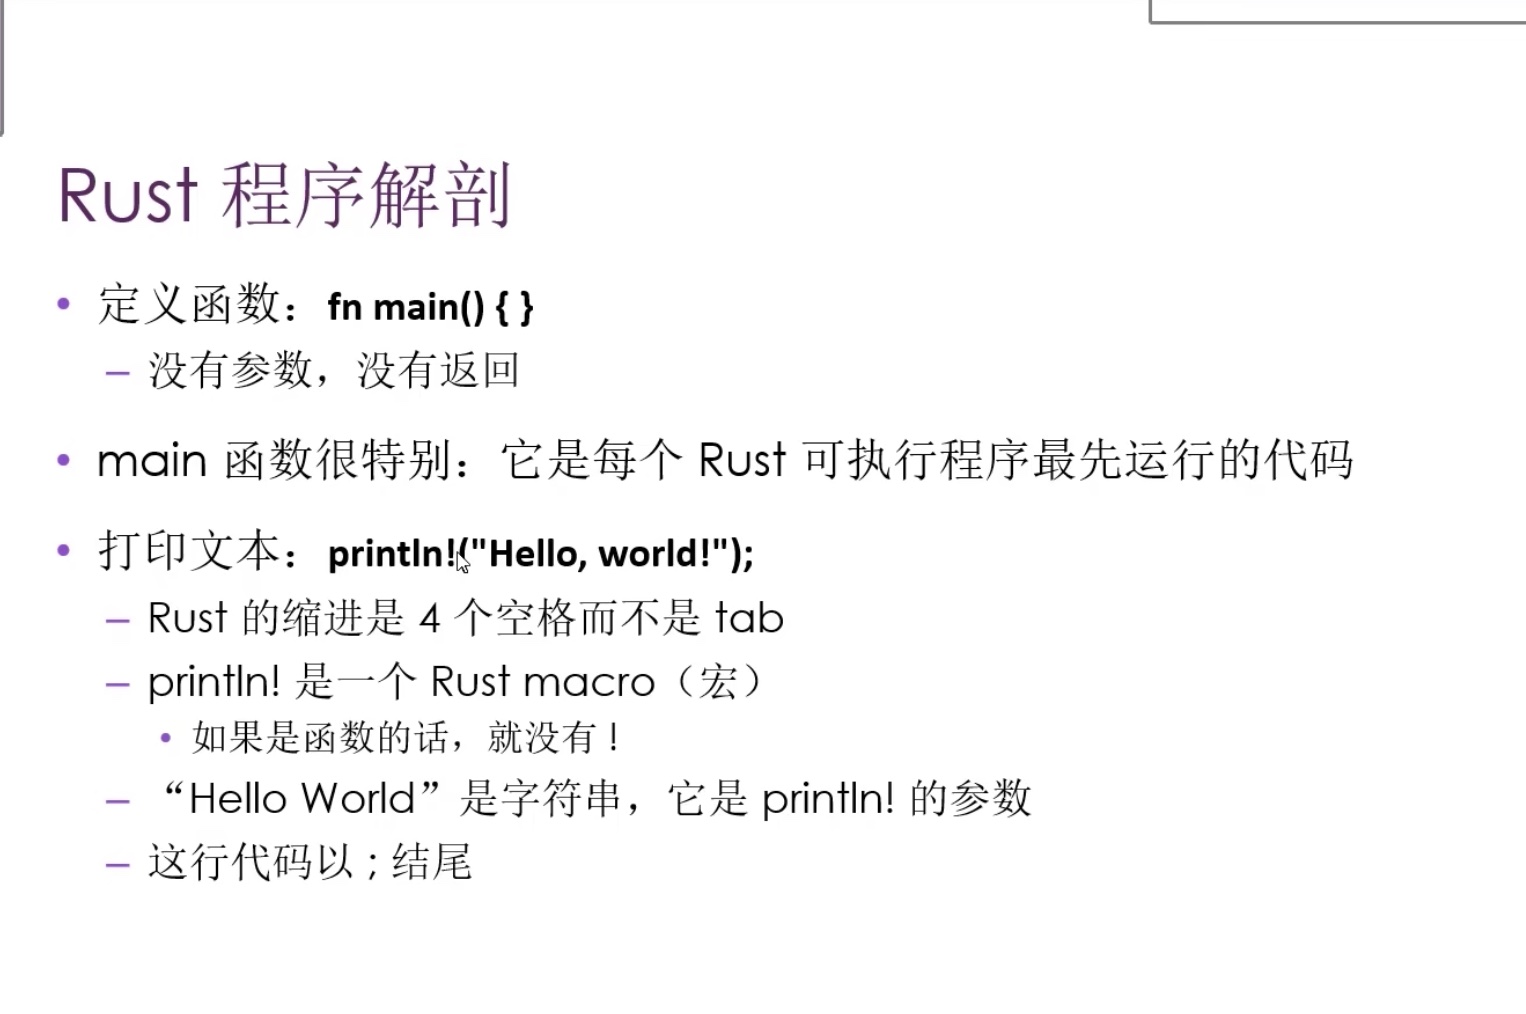 Rust 程序解剖
• 定义函数：fn main() { }
– 没有参数，没有返回
• main 函数很特别：它是每个 Rust 可执行程序最先运行的代码
• 打印文本：println!("Hello, world!");
– Rust 的缩进是 4 个空格而不是 tab
– println! 是一个 Rust macro（宏）
• 如果是函数的话，就没有 !
– “Hello World”是字符串，它是 println! 的参数
– 这行代码以 ; 结尾